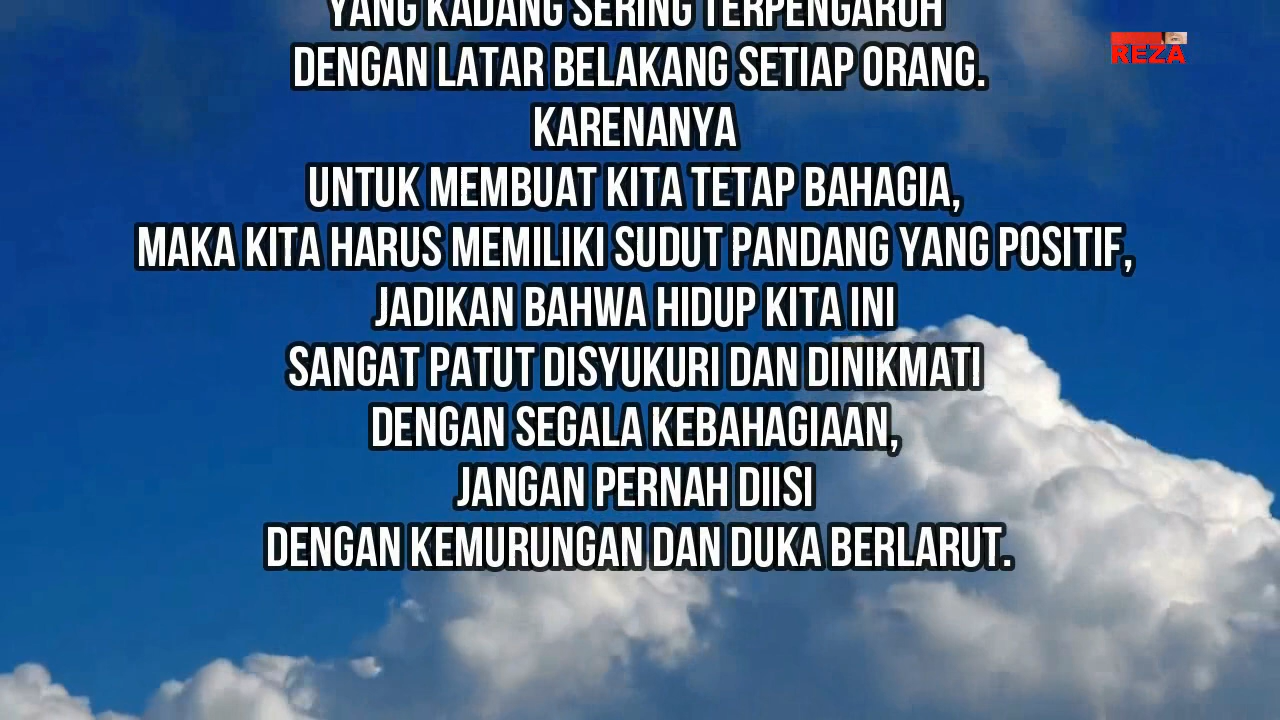 YANG KADANG SERING TERPENGARUH
DENGAN LATAR BELAKANG SETIAP ORANG.
REZA
KARENANYA
UNTUK MEMBUAT KITA TETAP BAHAGIA,
MAKA KITA HARUS MEMILIKI SUDUT PANDANG YANG POSITIF,
JADIKAN BAHWA HIDUP KITA INI
SANGAT PATUT DISYUKURI DAN DINIKMATI
DENGAN SEGALA KEBAHAGIAAN,
JANGAN PERNAH DIISI
DENGAN KEMURUNGAN DAN DUKA BERLARUT.